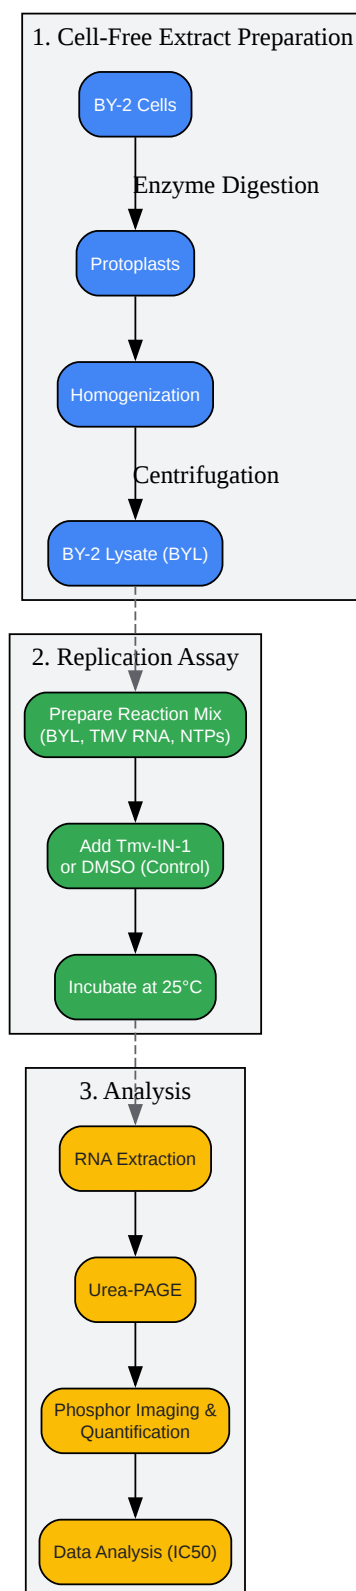 1. Cell-Free Extract Preparation
BY-2 Cells
Enzyme Digestion
Protoplasts
Homogenization
Centrifugation
BY-2 Lysate (BYL)
2. Replication Assay
Prepare Reaction Mix
(BYL, TMV RNA, NTPs)
Add Tmv-IN-1
or DMSO (Control)
Incubate at 25°C
3. Analysis
RNA Extraction
Urea-PAGE
Phosphor Imaging &
Quantification
Data Analysis (IC50)